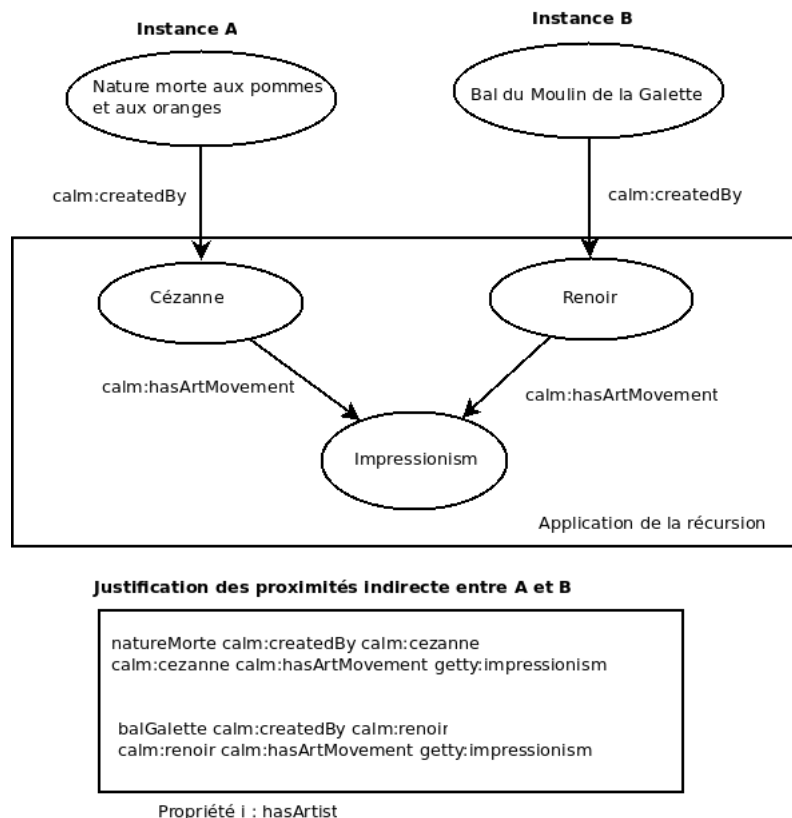 Instance A
Instance B
Nature morte aux pommes
et aux oranges
Bal du Moulin de la Galette
calm:createdBy
calm:createdBy
Cézanne
Renoir
calm:hasArtMovement
calm:hasArtMovement
Impressionism
Application de la récursion
Justification des proximités indirecte entre A et B
natureMorte calm:createdBy calm:cezanne
calm:cezanne calm:hasArtMovement getty:impressionism
balGalette calm:createdBy calm:renoir
calm:renoir calm:hasArtMovement getty:impressionism
Propriété i : hasArtist